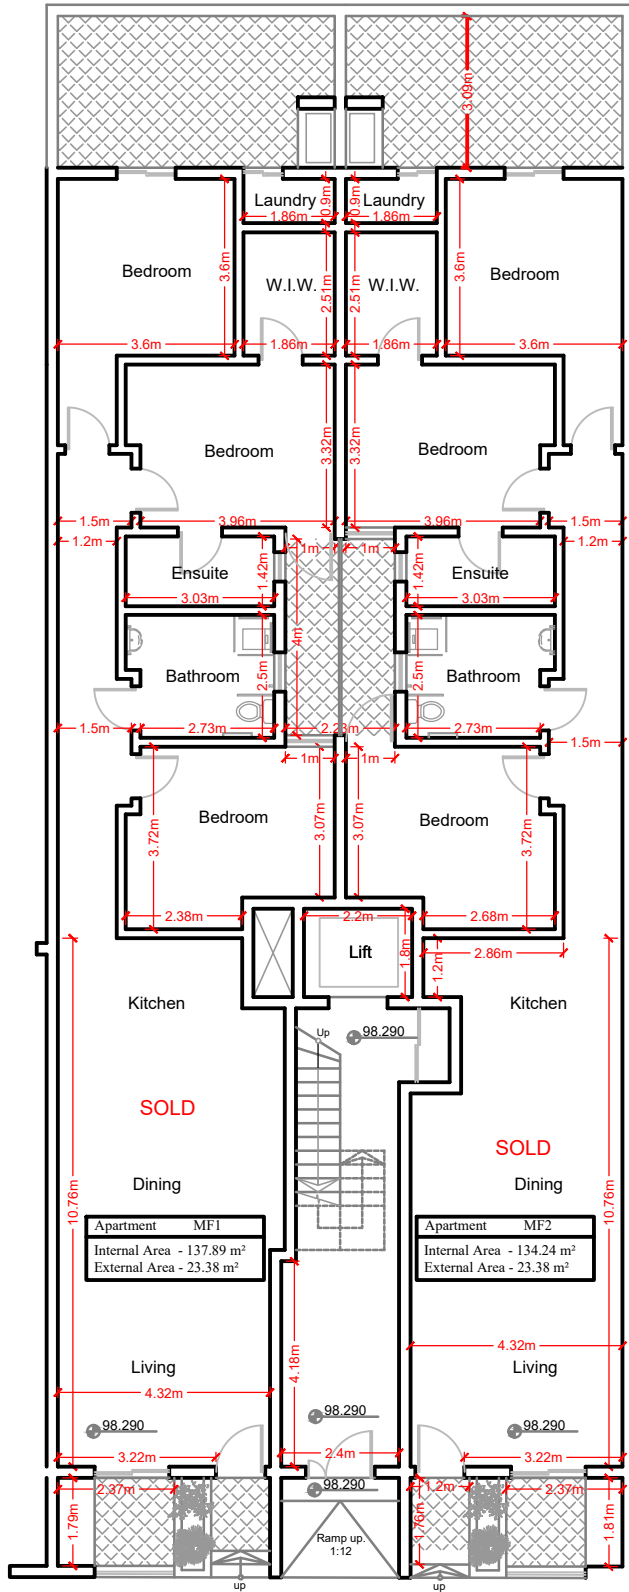 3.09m
Laundry
Laundry
0.9m
0.9m
1.86m
1.86m
Bedroom
3.6m
W.I.W.
2.51m
2.51m
W.I.W.
3.6m
Bedroom
3.6m
1.86m
1.86m
3.6m
Bedroom
3.32m
3.32m
Bedroom
1.5m
3.96m
3.96m
1.5m
1.2m
1m
1m
1.2m
Ensuite
1.42m
1.42m
Ensuite
3.03m
3.03m
4m
Bathroom
2.5m
2.5m
Bathroom
1.5m
2.73m
2.23m
2.73m
1.5m
1m
1m
Bedroom
3.72m
3.07m
3.07m
Bedroom
3.72m
2.38m
2.2m
2.68m
Lift
1.8m
1.2m
2.86m
Kitchen
Kitchen
Up
98.290
SOLD
SOLD
Dining
Dining
10.76m
10.76m
Apartment MF1
Internal Area - 137.89 m²
External Area - 23.38 m²
Apartment MF2
Internal Area - 134.24 m²
External Area - 23.38 m²
4.18m
4.32m
Living
Living
4.32m
98.290
98.290
98.290
3.22m
2.4m
3.22m
98.290
2.37m
1.2m
2.37m
1.79m
1.76m
1.81m
Ramp up.
1:12
up
up